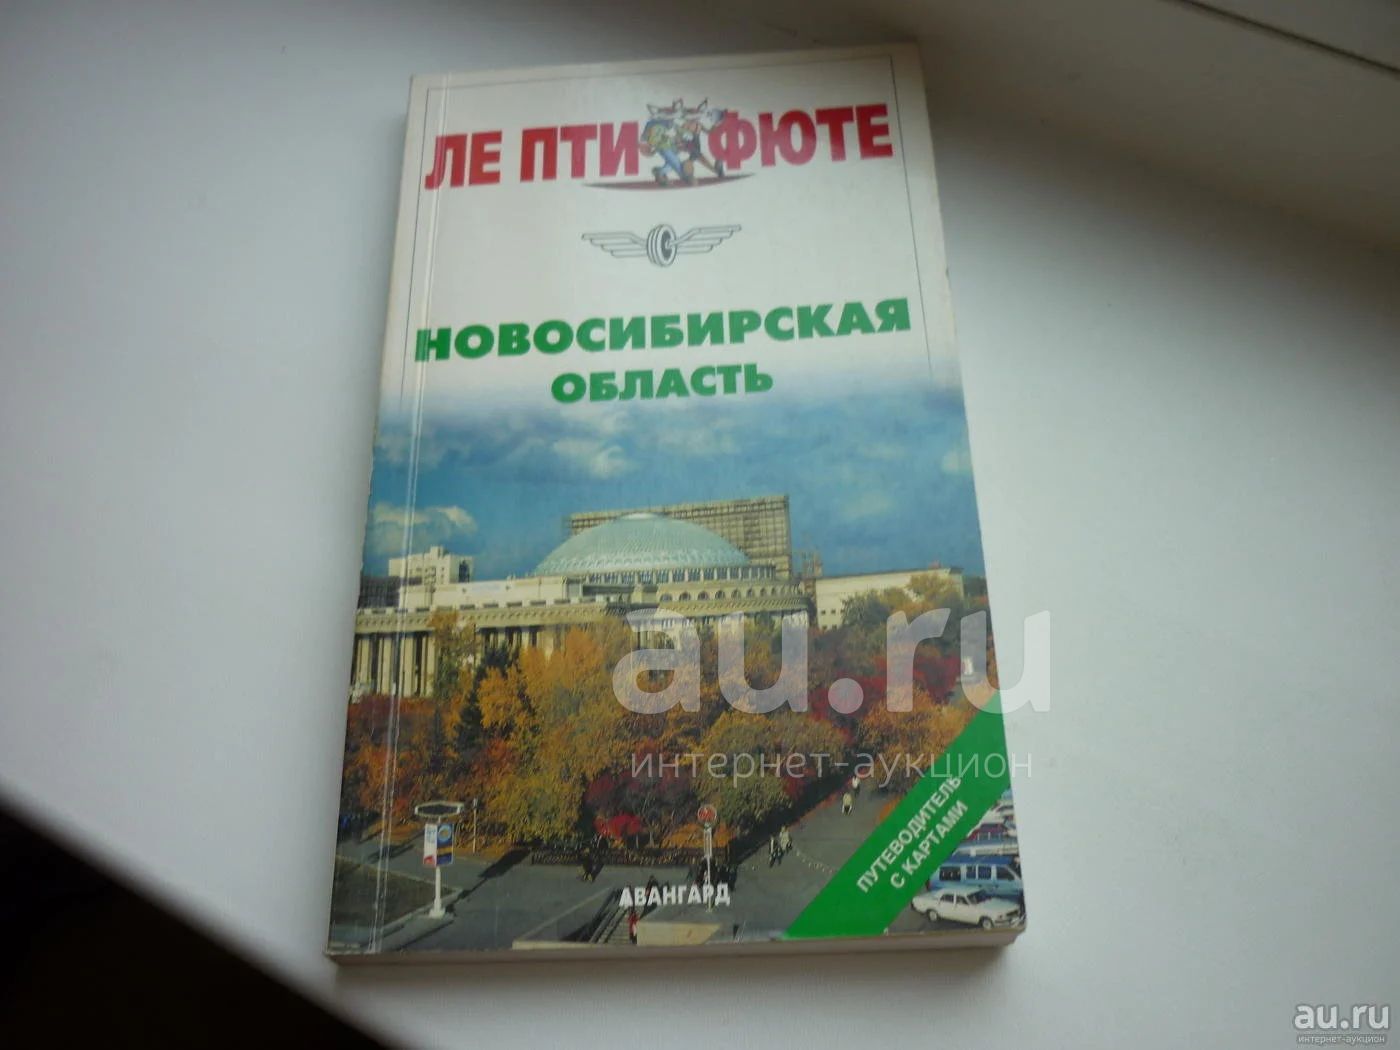 ЛЕ ПТИ ФЮТЕ
НОВОСИБИРСКАЯ
ОБЛАСТЬ
au.ru
интернет-аукцион
ПУТЕВОДИТЕЛЬ
С КАРТАМИ
АВАНГАРД
au.ru
интернет-аукцион